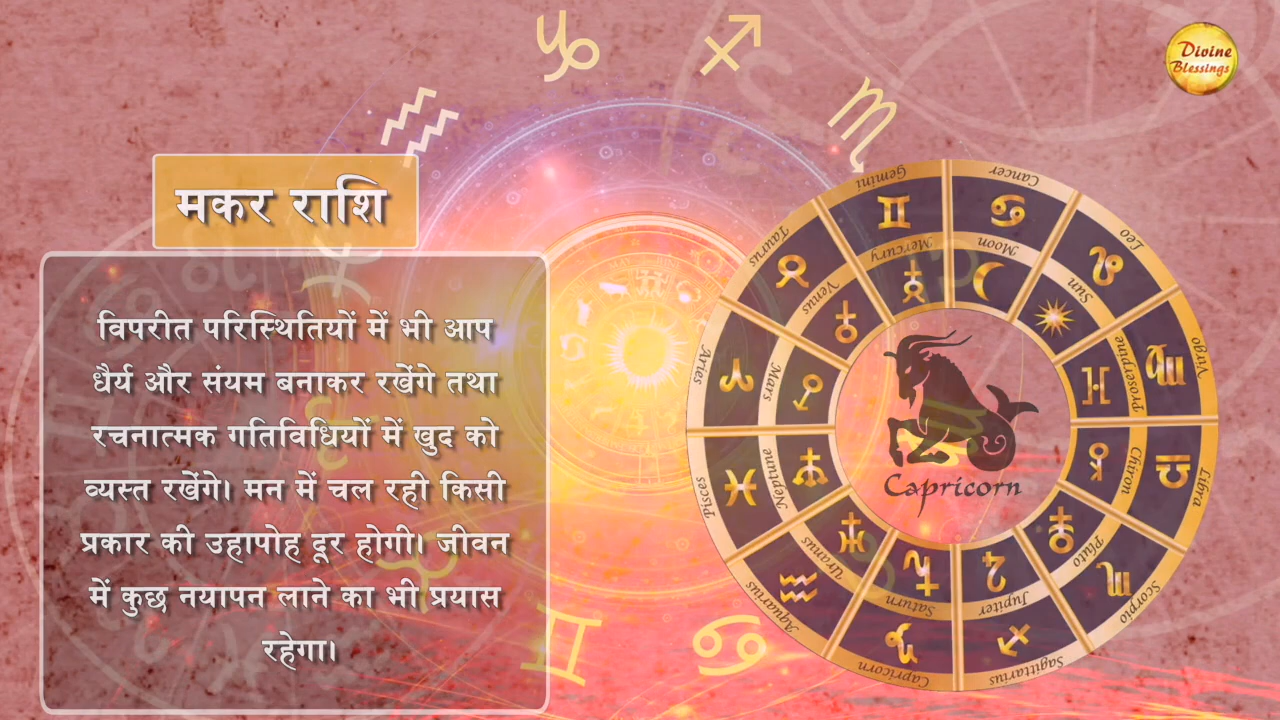 Divine
Blessings
मकर राशि
विपरीत परिस्थितियों में भी आप
धैर्य और संयम बनाकर रखेंगे तथा
रचनात्मक गतिविधियों में खुद को
व्यस्त रखेंगे। मन में चल रही किसी
प्रकार की उहापोह दूर होगी। जीवन
में कुछ नयापन लाने का भी प्रयास
रहेगा।
Gemini
Cancer
Leo
Virgo
Libra
Scorpio
Sagittarius
Capricorn
Aquarius
Pisces
Aries
Taurus
Mercury
Moon
Sun
Proserpine
Chiron
Pluto
Jupiter
Saturn
Uranus
Neptune
Mars
Venus
Capricorn